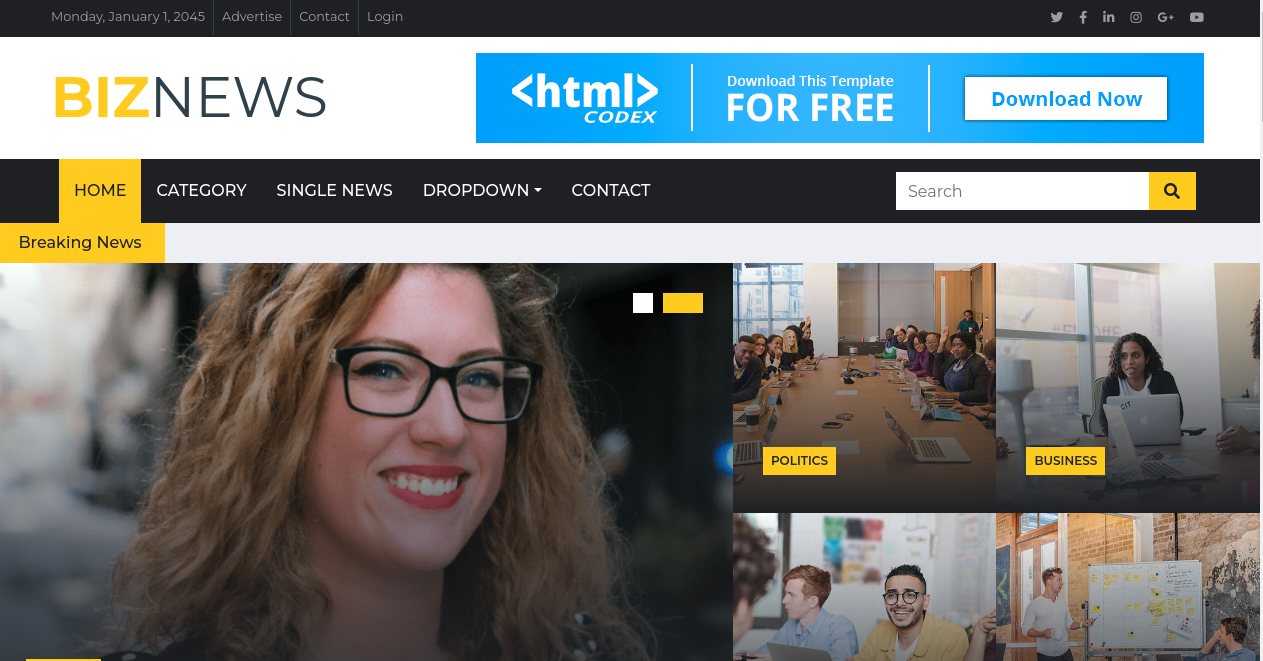 Monday, January 1, 2045 Advertise Contact Login
BIZNEWS
<html>
CODEX
Download This Template
FOR FREE
Download Now
HOME CATEGORY SINGLE NEWS DROPDOWN CONTACT
Search
Breaking News
POLITICS
BUSINESS
CIT